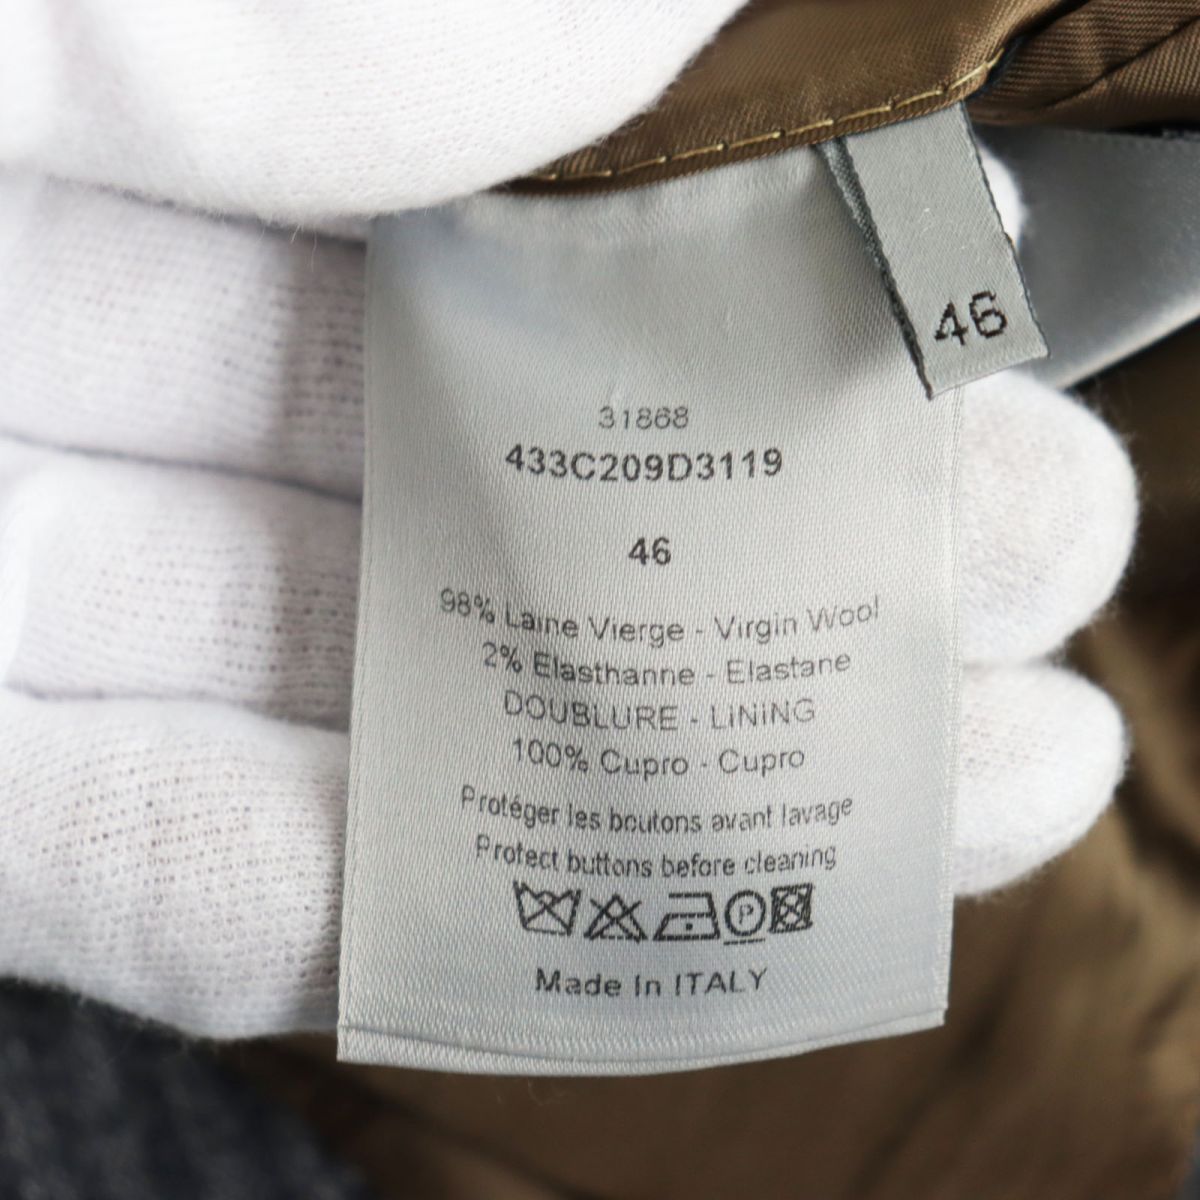 46
31868
433C209D3119
46
98% Laine Vierge - Virgin Wool
2% Elasthanne - Elastane
DOUBLURE - LiNiNG
100% Cupro - Cupro
Protéger les boutons avant lavage
Protect buttons before cleaning
P
Made In ITALY